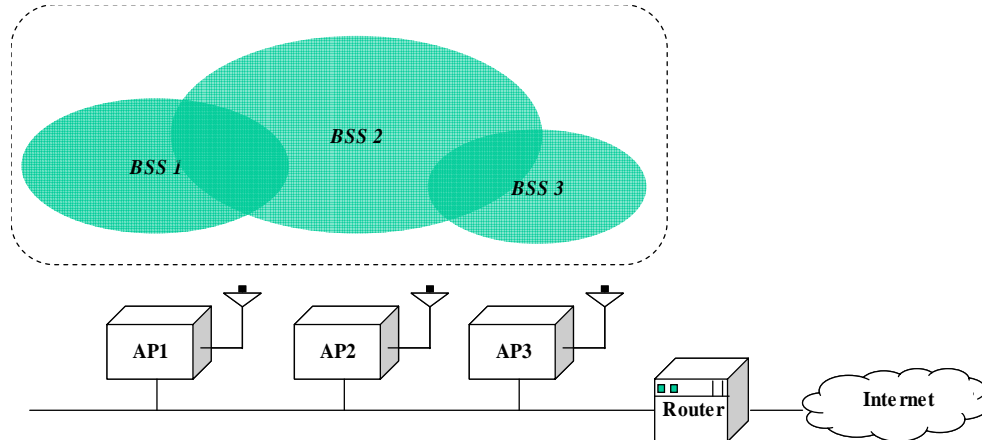 BSS 1
BSS 2
BSS 3
AP1
AP2
AP3
Router
Internet